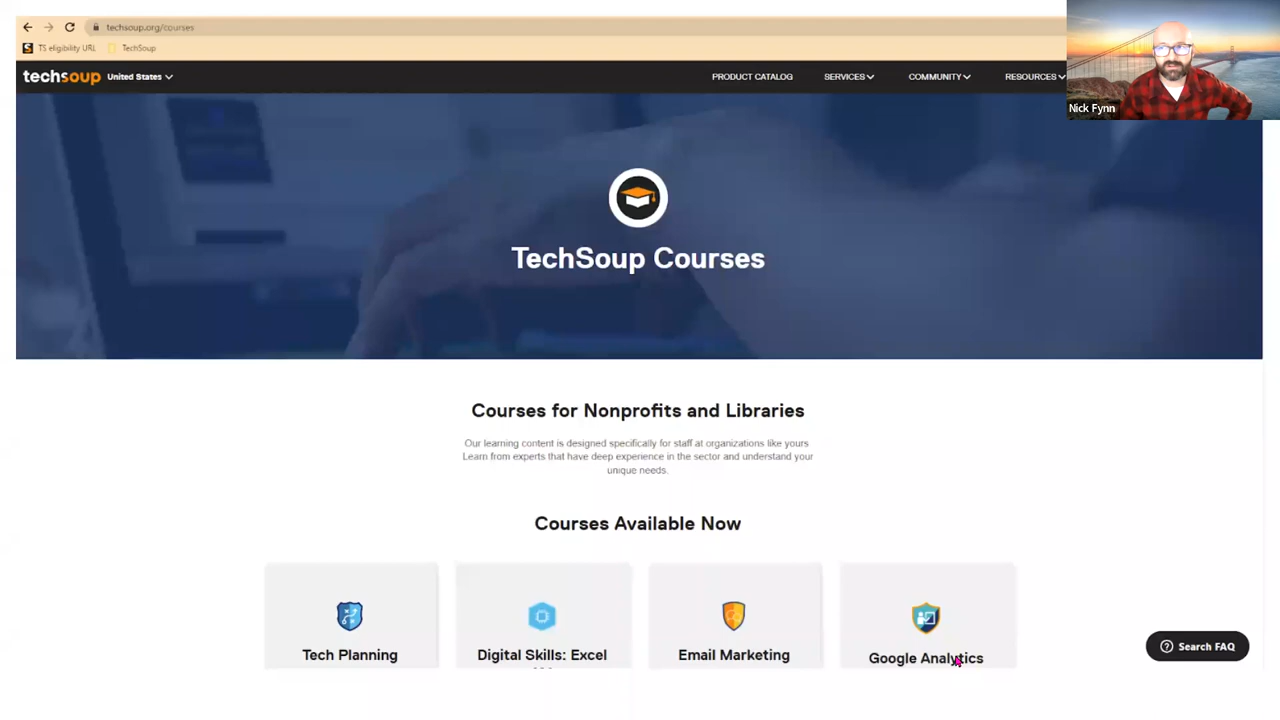 techsoup.org/courses
TS eligibility URL TechSoup
techsoup United States PRODUCT CATALOG SERVICES COMMUNITY RESOURCES
Nick Fynn
TechSoup Courses
Courses for Nonprofits and Libraries
Our learning content is designed specifically for staff at organizations like yours
Learn from experts that have deep experience in the sector and understand your
unique needs.
Courses Available Now
Tech Planning
Digital Skills: Excel
Email Marketing
Google Analytics
Search FAQ